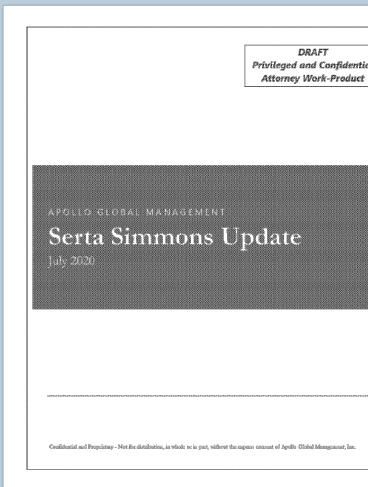 DRAFT
Privileged and Confidentia
Attorney Work-Product
APOLLO GLOBAL MANAGEMENT
Serta Simmons Update
July 2020
Confidential and Proprietary – Not for distribution, in whole or in part, without the express consent of Apollo Global Management, Inc.